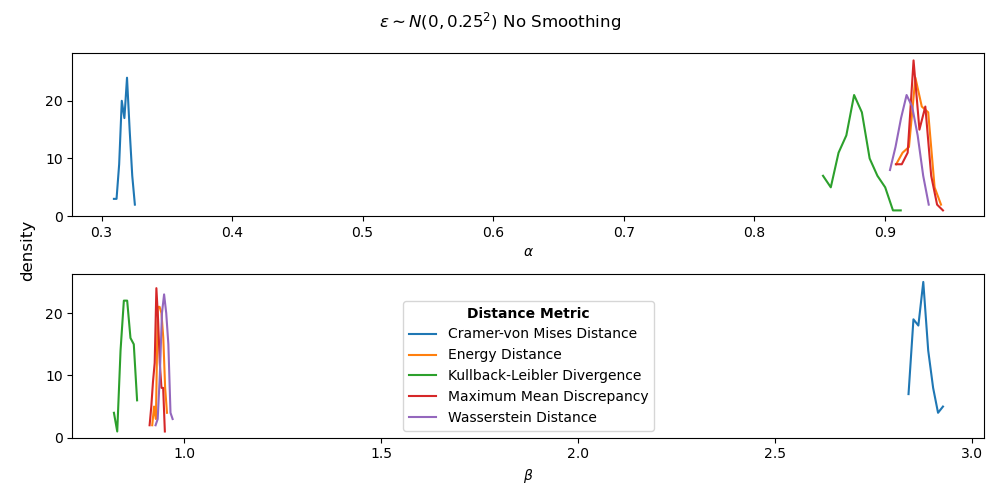 ε ∼ N(0, 0.25²) No Smoothing
20
10
0
0.3 0.4 0.5 0.6 0.7 0.8 0.9
α
density
20
10
0
Distance Metric
Cramer-von Mises Distance
Energy Distance
Kullback-Leibler Divergence
Maximum Mean Discrepancy
Wasserstein Distance
1.0 1.5 2.0 2.5 3.0
β